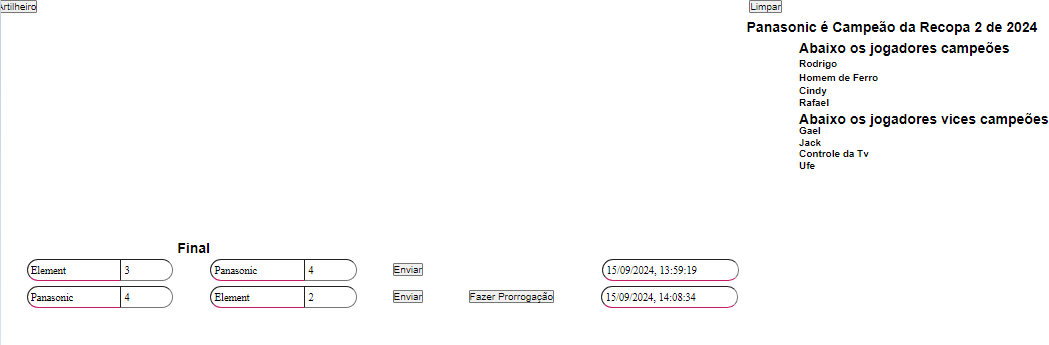 Artilheiro Limpar
Panasonic é Campeão da Recopa 2 de 2024
Abaixo os jogadores campeões
Rodrigo
Homem de Ferro
Cindy
Rafael
Abaixo os jogadores vices campeões
Gael
Jack
Controle da Tv
Ufe
Final
Element 3 Panasonic 4 Enviar 15/09/2024, 13:59:19
Panasonic 4 Element 2 Enviar Fazer Prorrogação 15/09/2024, 14:08:34